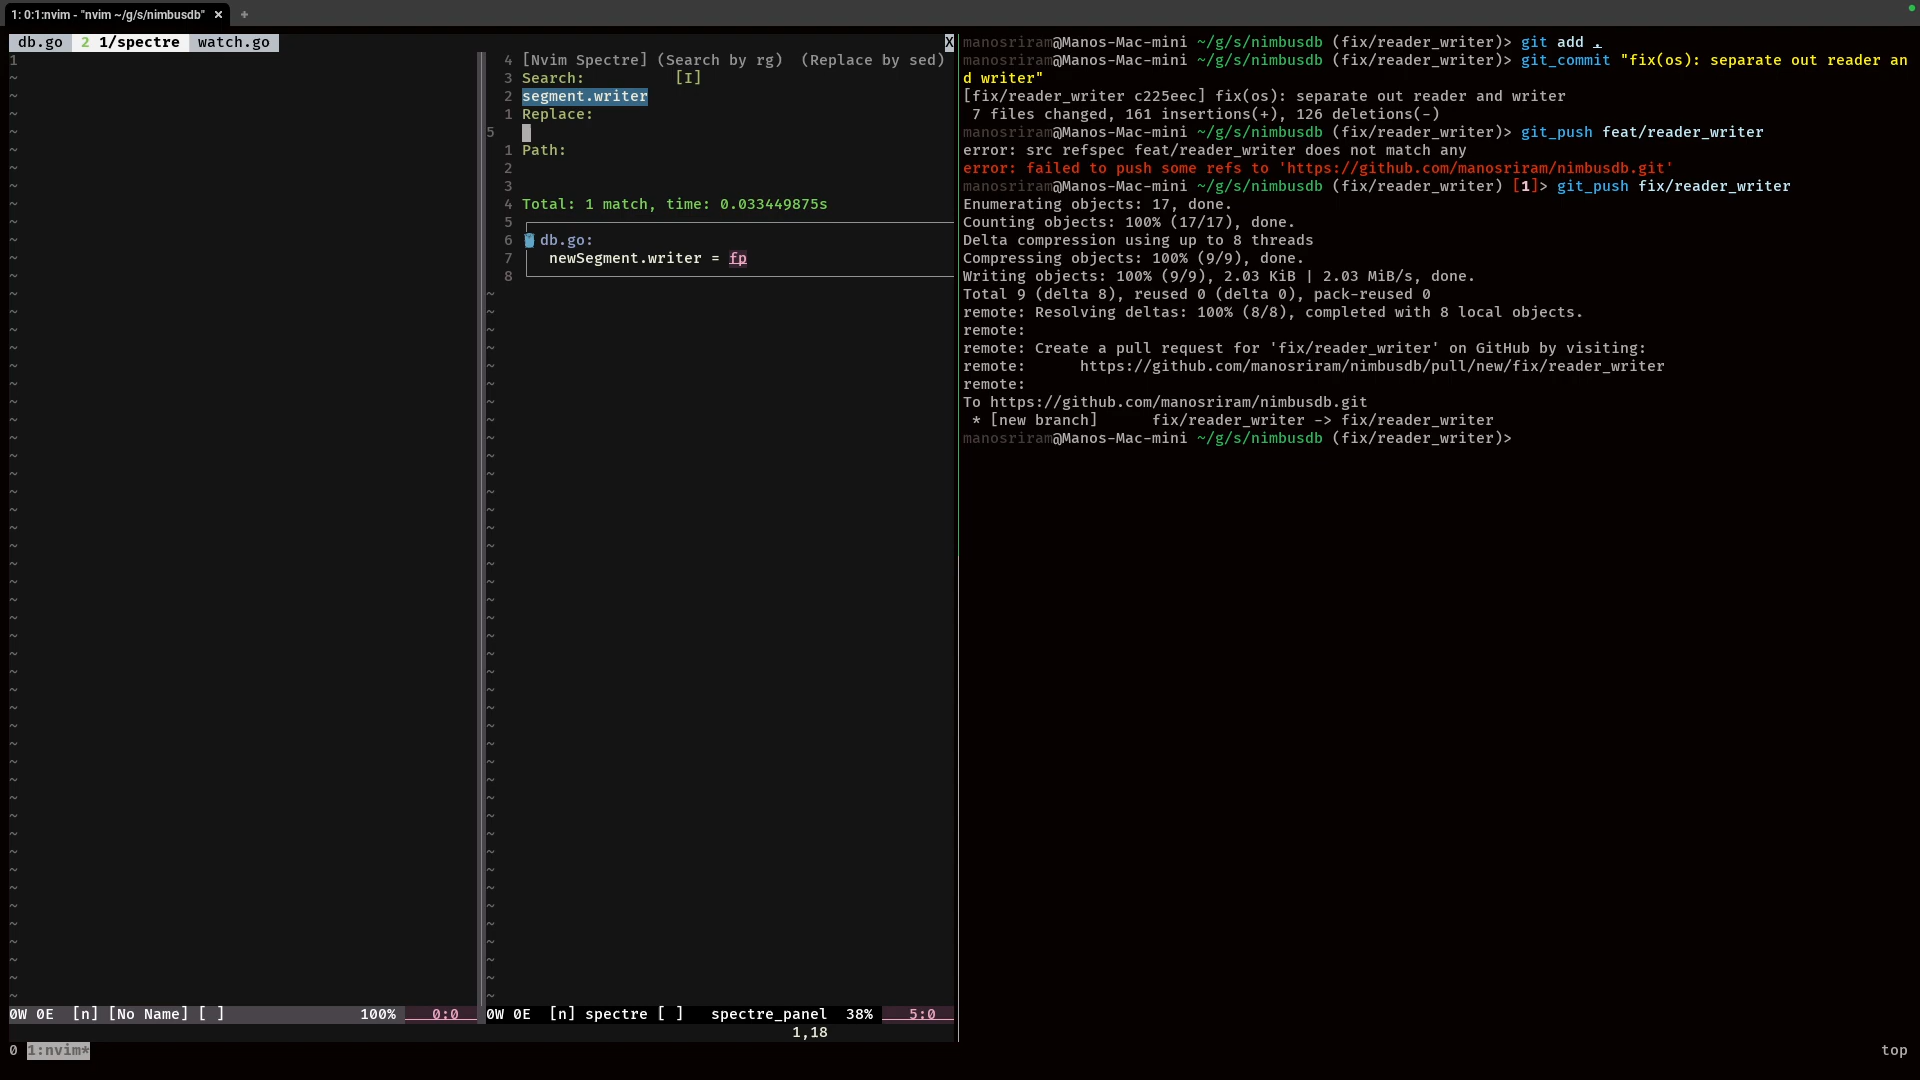 1: 0:1:nvim - "nvim ~/g/s/nimbusdb" × +
db.go 2 1/spectre watch.go X
1
4 [Nvim Spectre] (Search by rg) (Replace by sed)
3 Search: [I]
2 segment.writer
1 Replace:
5
1 Path:
2
3
4 Total: 1 match, time: 0.033449875s
5
6 db.go:
7 newSegment.writer = fp
8
0W 0E [n] [No Name] [ ] 100% 0:0
0W 0E [n] spectre [ ] spectre_panel 38% 5:0
1,18
0 1:nvim*
manosriram@Manos-Mac-mini ~/g/s/nimbusdb (fix/reader_writer)> git add .
manosriram@Manos-Mac-mini ~/g/s/nimbusdb (fix/reader_writer)> git_commit "fix(os): separate out reader an
d writer"
[fix/reader_writer c225eec] fix(os): separate out reader and writer
7 files changed, 161 insertions(+), 126 deletions(-)
manosriram@Manos-Mac-mini ~/g/s/nimbusdb (fix/reader_writer)> git_push feat/reader_writer
error: src refspec feat/reader_writer does not match any
error: failed to push some refs to 'https://github.com/manosriram/nimbusdb.git'
manosriram@Manos-Mac-mini ~/g/s/nimbusdb (fix/reader_writer) [1]> git_push fix/reader_writer
Enumerating objects: 17, done.
Counting objects: 100% (17/17), done.
Delta compression using up to 8 threads
Compressing objects: 100% (9/9), done.
Writing objects: 100% (9/9), 2.03 KiB | 2.03 MiB/s, done.
Total 9 (delta 8), reused 0 (delta 0), pack-reused 0
remote: Resolving deltas: 100% (8/8), completed with 8 local objects.
remote:
remote: Create a pull request for 'fix/reader_writer' on GitHub by visiting:
remote: https://github.com/manosriram/nimbusdb/pull/new/fix/reader_writer
remote:
To https://github.com/manosriram/nimbusdb.git
* [new branch] fix/reader_writer -> fix/reader_writer
manosriram@Manos-Mac-mini ~/g/s/nimbusdb (fix/reader_writer)>
top